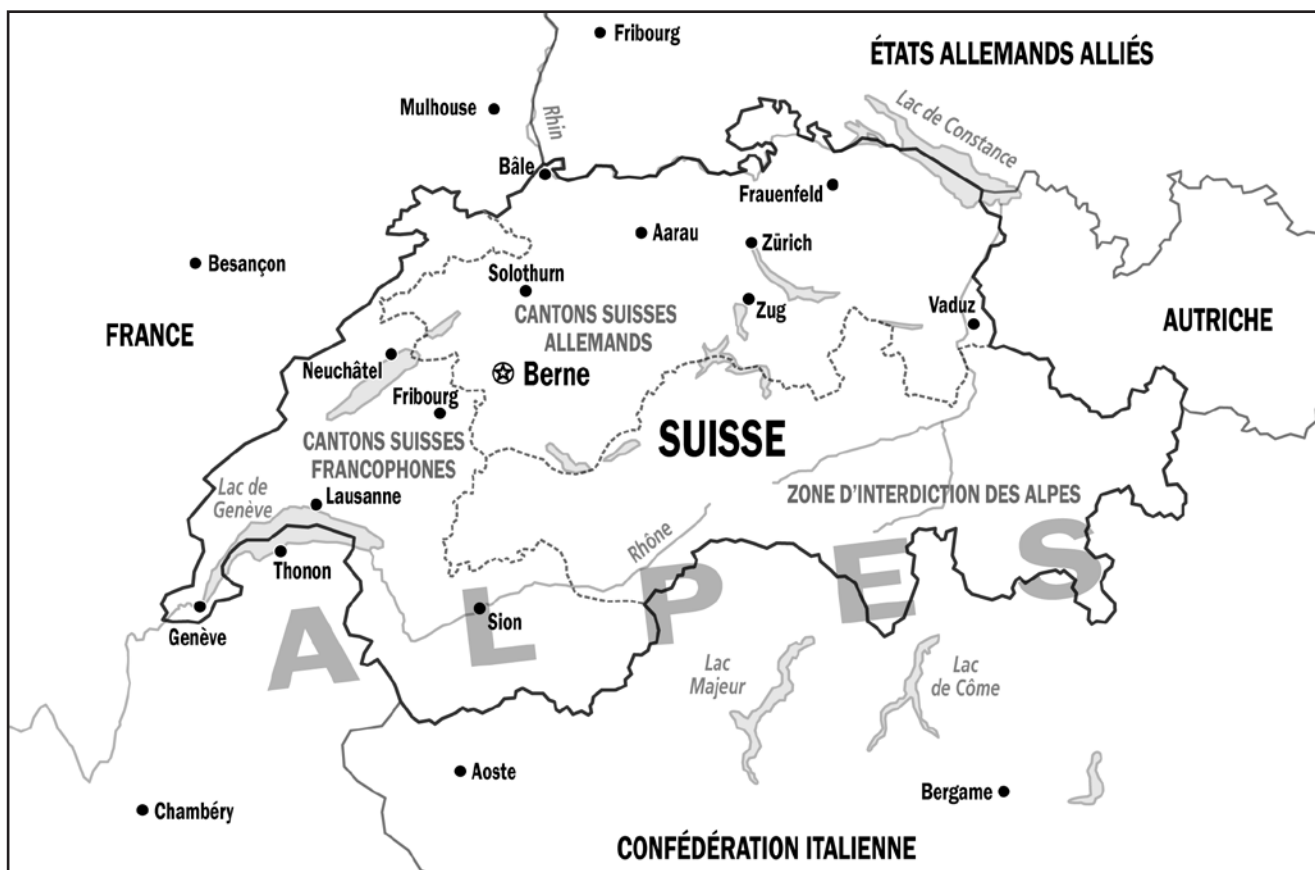 Fribourg
ÉTATS ALLEMANDS ALLIÉS
Mulhouse
Rhin
Lac de Constance
Bâle
Frauenfeld
Aarau
Zürich
Besançon
Solothurn
CANTONS SUISSES
ALLEMANDS
Zug
Vaduz
AUTRICHE
FRANCE
Neuchâtel
Berne
Fribourg
SUISSE
CANTONS SUISSES
FRANCOPHONES
Lac de
Genève
Lausanne
ZONE D'INTERDICTION DES ALPES
Rhône
Thonon
Genève
Sion
ALPES
Lac
Majeur
Lac
de Côme
Aoste
Bergame
Chambéry
CONFÉDÉRATION ITALIENNE